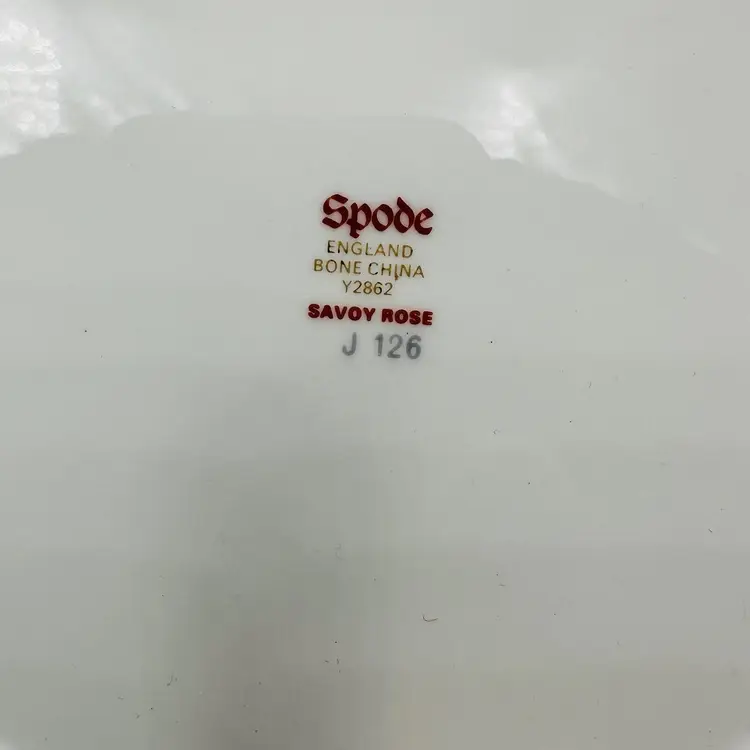 Spode
ENGLAND
BONE CHINA
Y2862
SAVOY ROSE
J 126